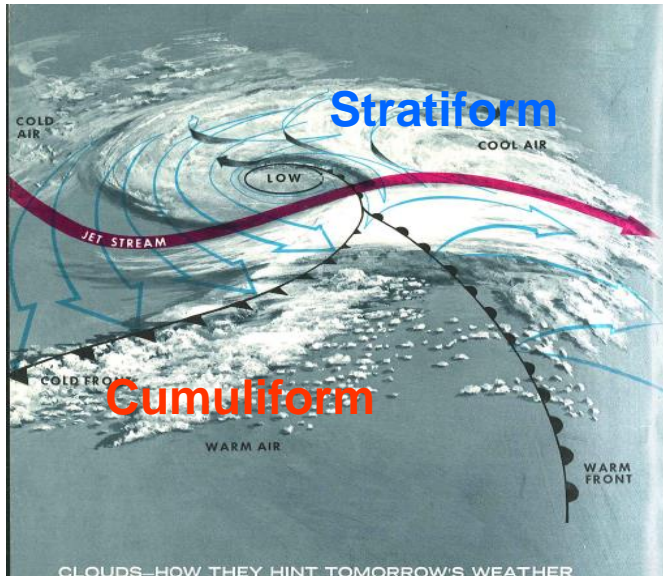 Stratiform
COLD
AIR
COOL AIR
LOW
JET STREAM
COLD FRONT
Cumuliform
WARM AIR
WARM
FRONT
CLOUDS—HOW THEY HINT TOMORROW'S WEATHER